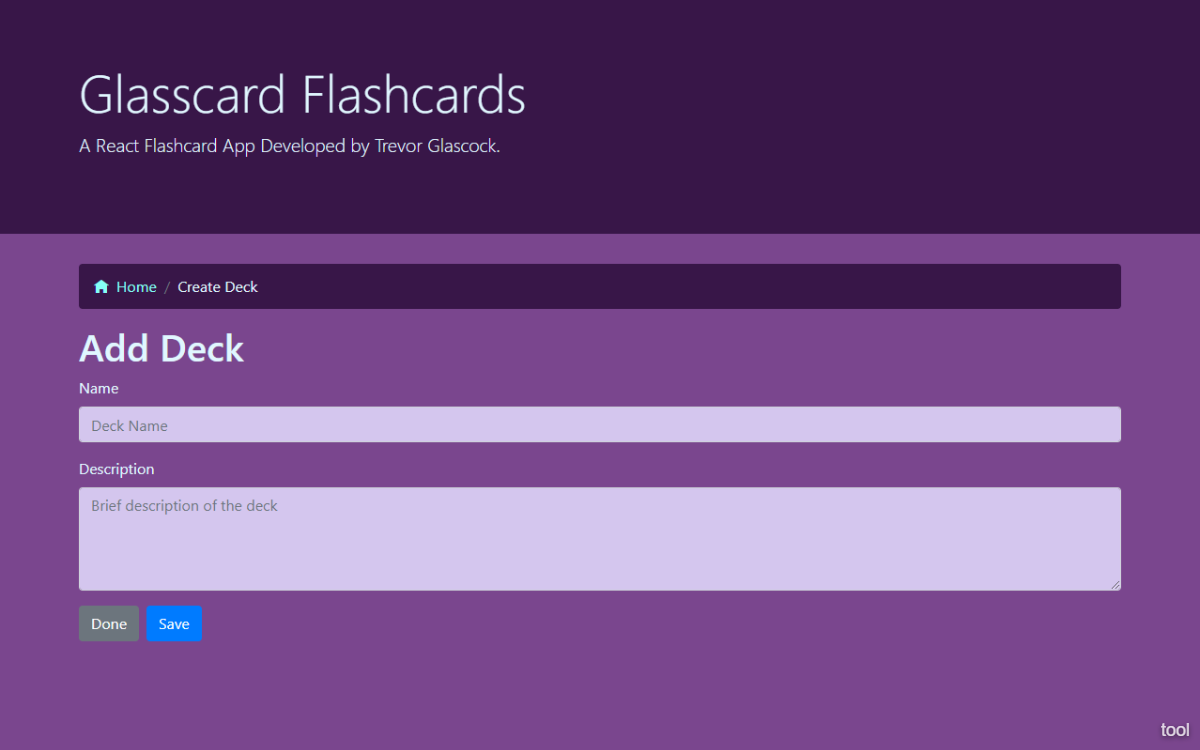 Glasscard Flashcards
A React Flashcard App Developed by Trevor Glascock.
Home / Create Deck
Add Deck
Name
Deck Name
Description
Brief description of the deck
Done Save
tool